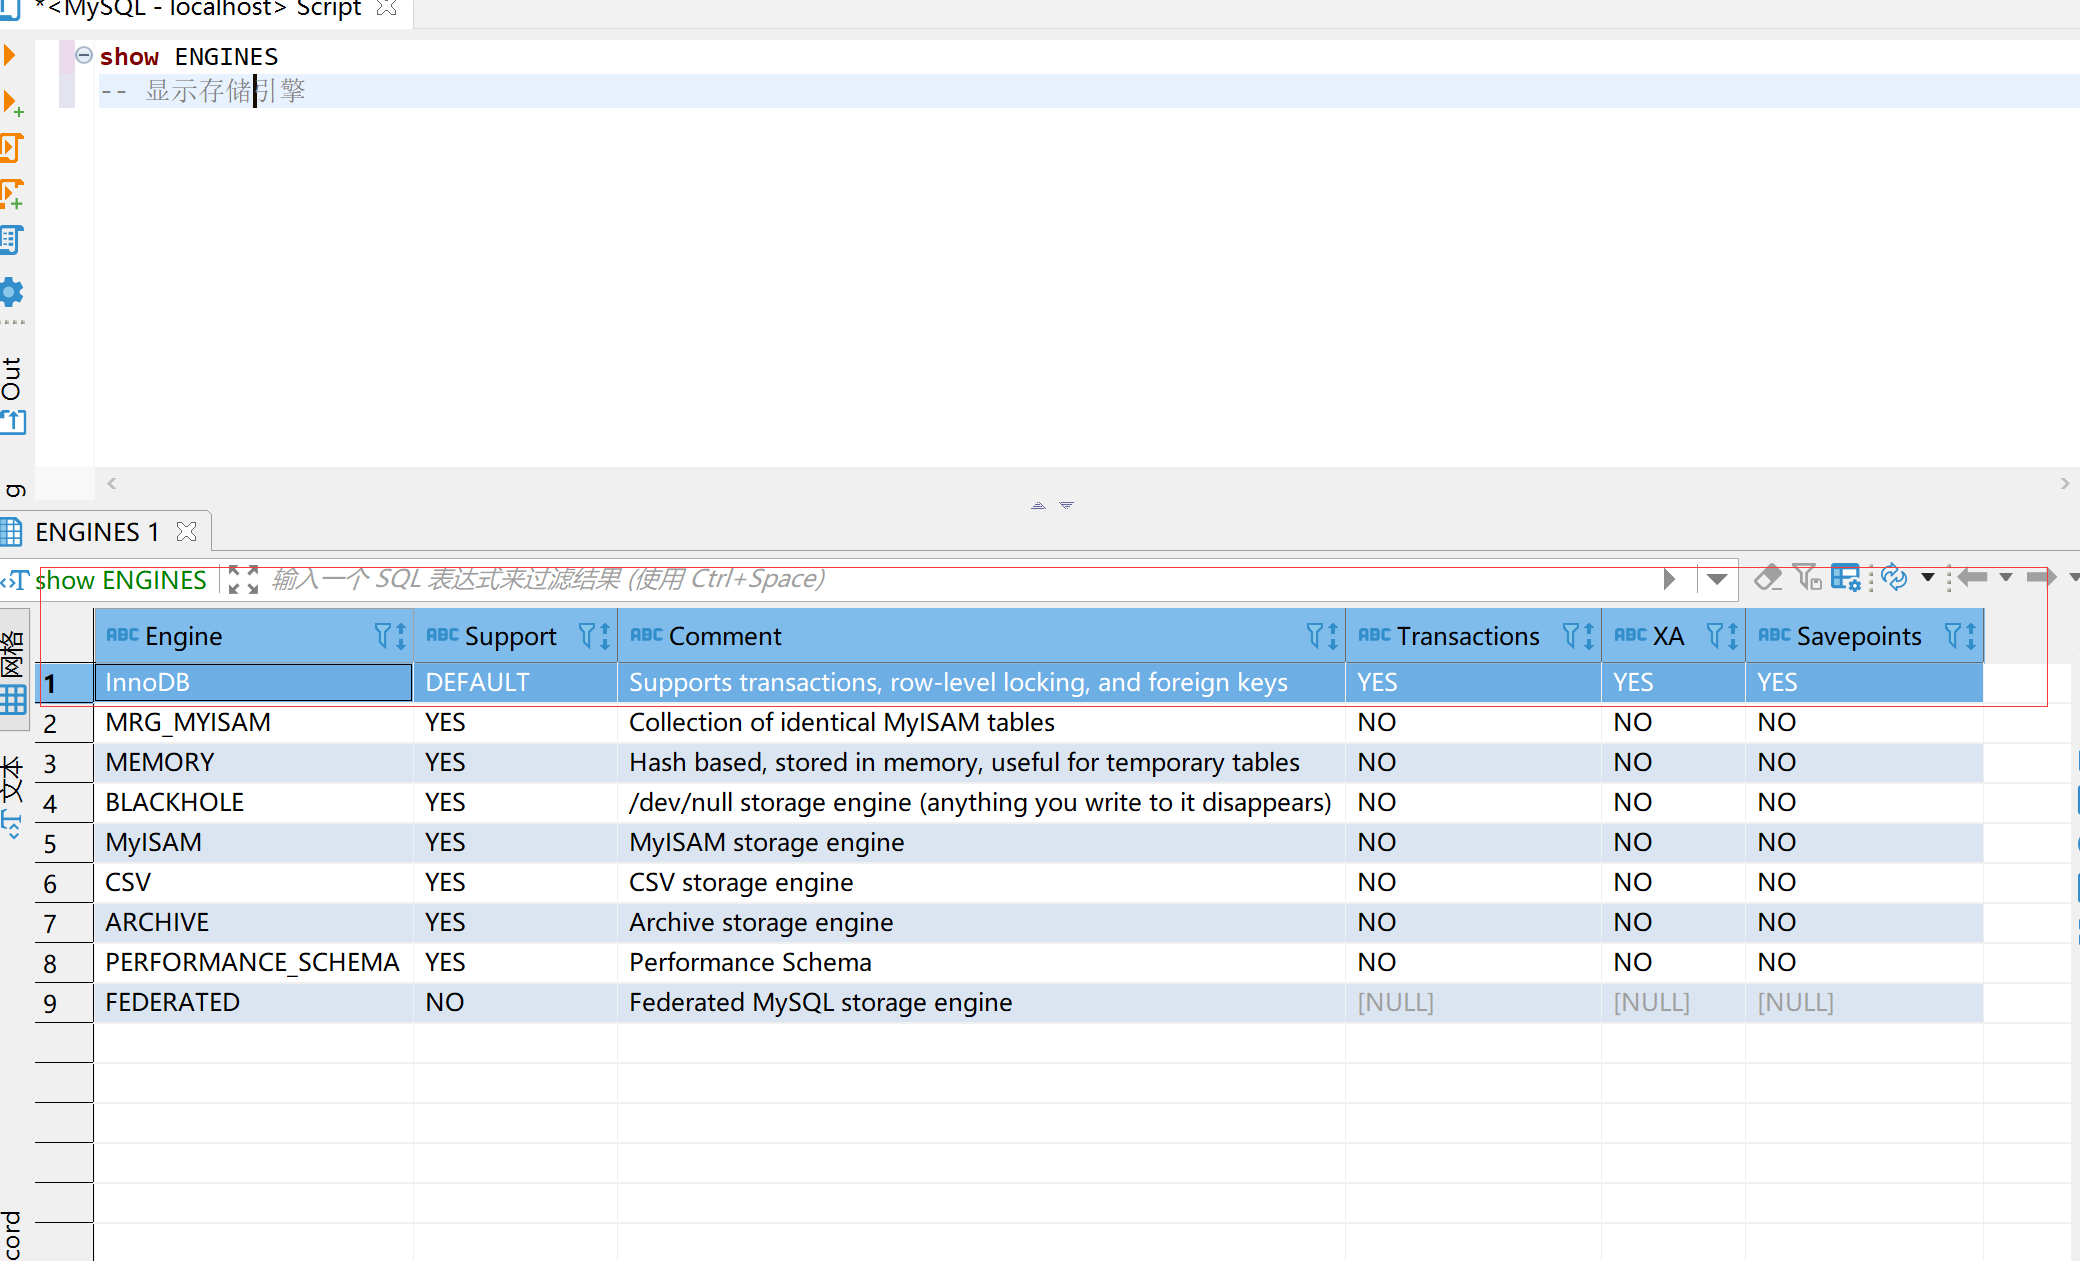 *<MySQL - localhost> Script
show ENGINES
-- 显示存储引擎
Out
g
ENGINES 1
show ENGINES 输入一个 SQL 表达式来过滤结果 (使用 Ctrl+Space)
网格
文本
cord
ABC Engine ABC Support ABC Comment ABC Transactions ABC XA ABC Savepoints
1 InnoDB DEFAULT Supports transactions, row-level locking, and foreign keys YES YES YES
2 MRG_MYISAM YES Collection of identical MyISAM tables NO NO NO
3 MEMORY YES Hash based, stored in memory, useful for temporary tables NO NO NO
4 BLACKHOLE YES /dev/null storage engine (anything you write to it disappears) NO NO NO
5 MyISAM YES MyISAM storage engine NO NO NO
6 CSV YES CSV storage engine NO NO NO
7 ARCHIVE YES Archive storage engine NO NO NO
8 PERFORMANCE_SCHEMA YES Performance Schema NO NO NO
9 FEDERATED NO Federated MySQL storage engine [NULL] [NULL] [NULL]